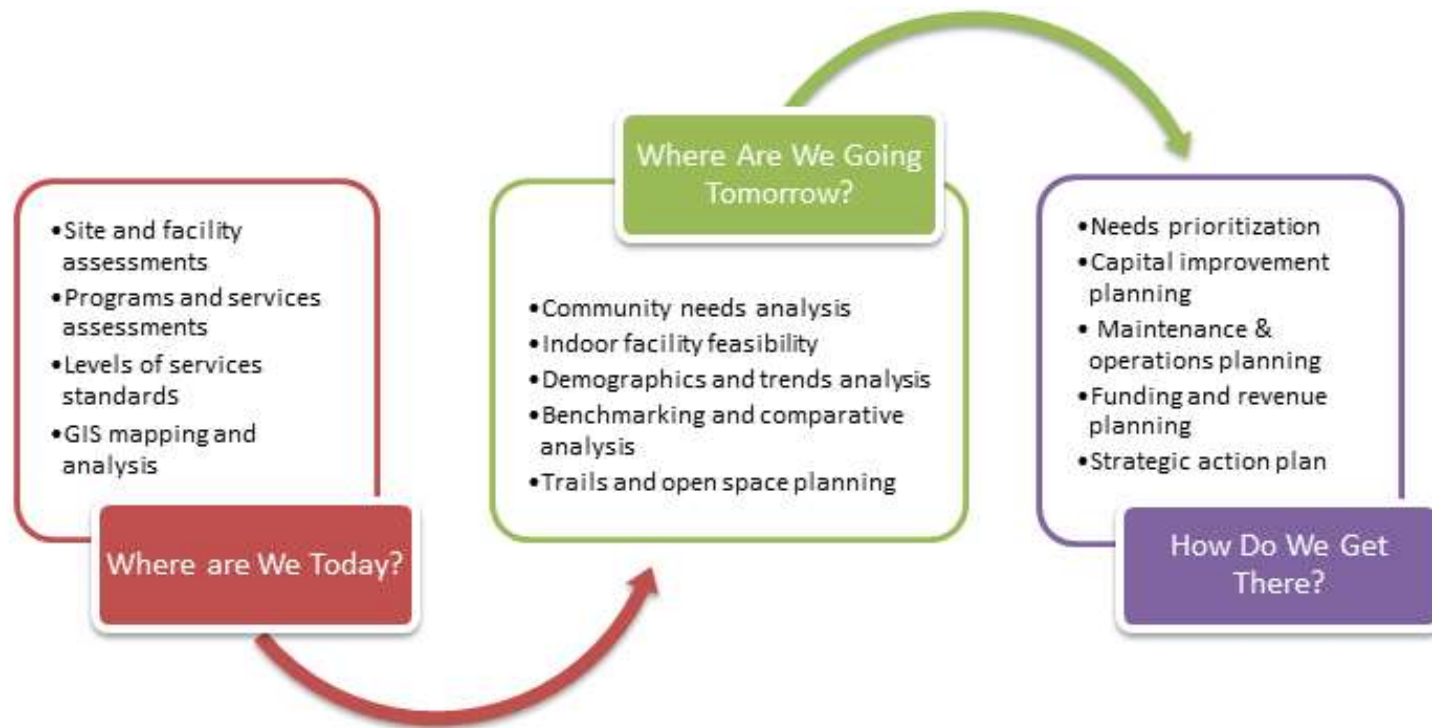 •Site and facility
assessments
•Programs and services
assessments
•Levels of services
standards
•GIS mapping and
analysis
Where are We Today?
Where Are We Going
Tomorrow?
•Community needs analysis
•Indoor facility feasibility
•Demographics and trends analysis
•Benchmarking and comparative
analysis
•Trails and open space planning
•Needs prioritization
•Capital improvement
planning
• Maintenance &
operations planning
•Funding and revenue
planning
•Strategic action plan
How Do We Get
There?